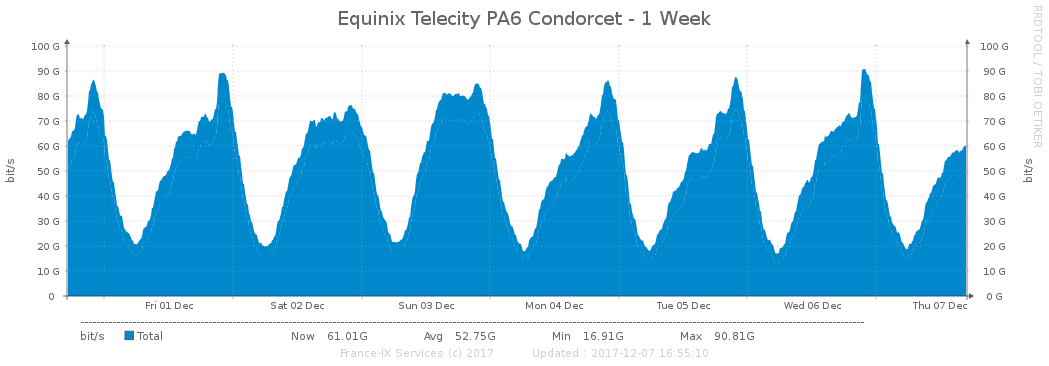 Equinix Telecity PA6 Condorcet - 1 Week
RRDTOOL / TOBI OETIKER
bit/s
100 G 100 G
90 G 90 G
80 G 80 G
70 G 70 G
60 G 60 G
50 G 50 G
40 G 40 G
30 G 30 G
20 G 20 G
10 G 10 G
0 0 G
bit/s
Fri 01 Dec Sat 02 Dec Sun 03 Dec Mon 04 Dec Tue 05 Dec Wed 06 Dec Thu 07 Dec
bit/s Total Now 61.01G Avg 52.75G Min 16.91G Max 90.81G
France-IX Services (c) 2017 Updated : 2017-12-07 16:55:10